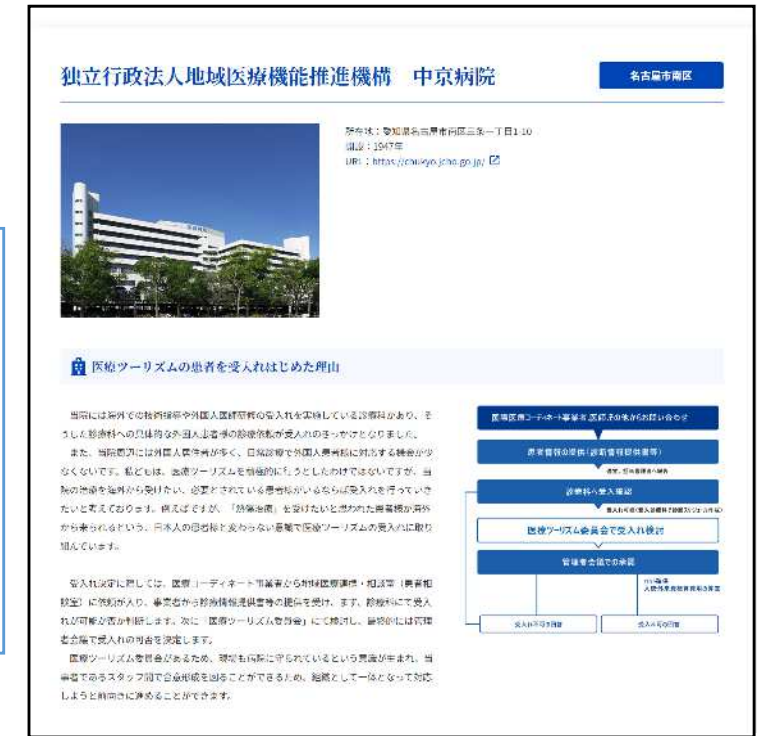 独立行政法人地域医療機能推進機構　中京病院
名古屋市南区
所在地：愛知県名古屋市南区三条一丁目1-10
開設：1947年
URL：https://chukyo.jcho.go.jp/
医療ツーリズムの患者を受入れはじめた理由
当院には海外での技術指導や外国人医師研修の受入れを実施している診療科があり、そ
うした診療科への具体的な外国人患者様の診療依頼が受入れのきっかけとなりました。
また、当院周辺には外国人居住者が多く、日常診療で外国人患者様に対応する機会が少
なくないです。私どもは、医療ツーリズムを積極的に行うとしたわけではないですが、当
院の治療を海外から受けたい、必要とされている患者様がいるならば受入れを行っていき
たいと考えております。例えばですが、「熱傷治療」を受けたいと思われた患者様が海外
から来られるという、日本人の患者様と変わらない意識で医療ツーリズムの受入れに取り
組んでいます。
受入れ決定に際しては、医療コーディネート事業者から地域医療連携・相談室（患者相
談室）に依頼が入り、事業者から診療情報提供書等の提供を受け、まず、診療科にて受入
れが可能か否か判断します。次に「医療ツーリズム委員会」にて検討し、最終的には管理
者会議で受入れの可否を決定します。
医療ツーリズム委員会があるため、現場も病院に守られているという意識が生まれ、当
事者であるスタッフ間で合意形成を図ることができるため、組織として一体となって対応
しようと前向きに進めることができます。
国際医療コーディネート事業者、医師、その他からお問い合わせ
患者情報の提供（診断情報提供書等）
診療科へ受入確認
医療ツーリズム委員会で受入れ検討
管理者会議での承認
受入れ不可の回答
受入れ可の回答